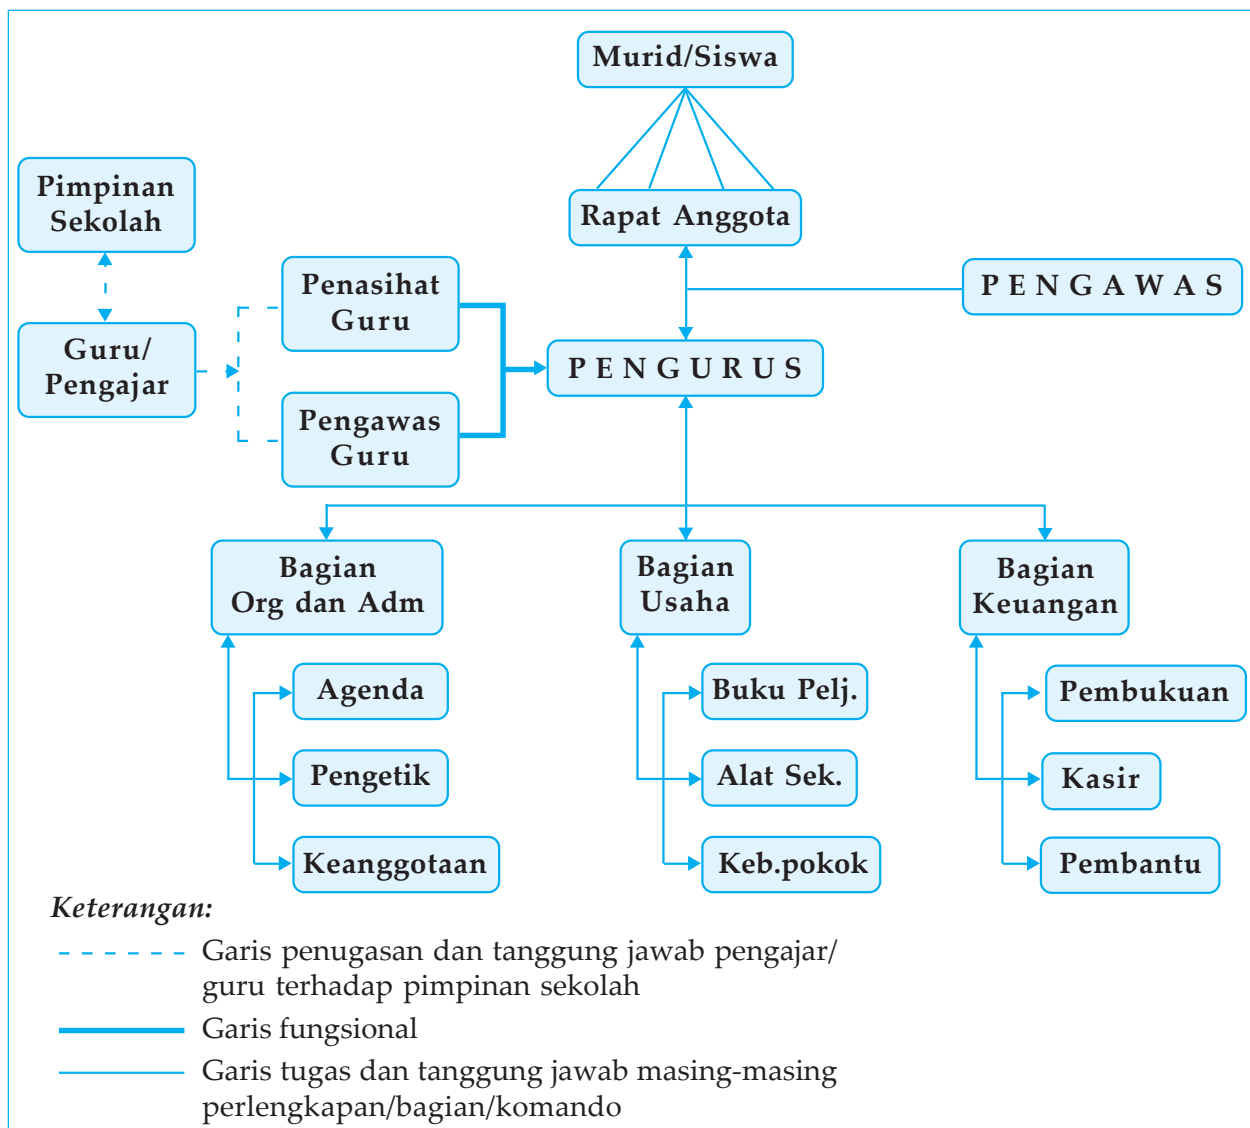 Murid/Siswa
Pimpinan
Sekolah
Rapat Anggota
Penasihat
Guru
PENGAWAS
Guru/
Pengajar
PENGURUS
Pengawas
Guru
Bagian
Org dan Adm
Bagian
Usaha
Bagian
Keuangan
Agenda
Buku Pelj.
Pembukuan
Pengetik
Alat Sek.
Kasir
Keanggotaan
Keb.pokok
Pembantu
Keterangan:
Garis penugasan dan tanggung jawab pengajar/
guru terhadap pimpinan sekolah
Garis fungsional
Garis tugas dan tanggung jawab masing-masing
perlengkapan/bagian/komando